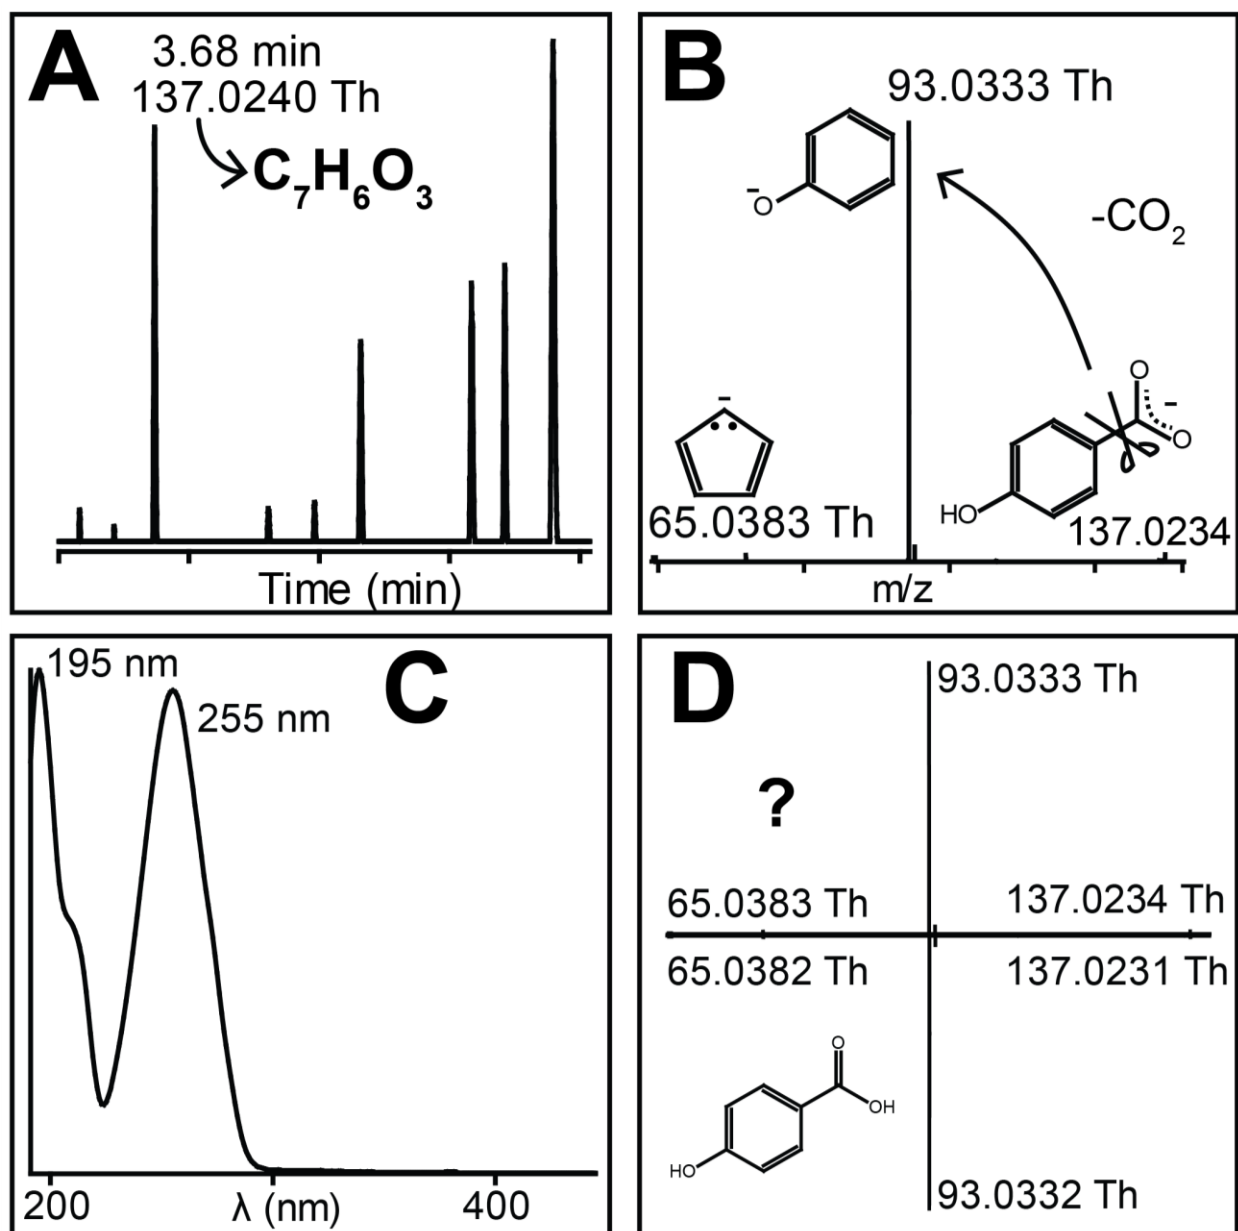 A
3.68 min
137.0240 Th
C₇H₆O₃
Time (min)
B
93.0333 Th
⁻O
-CO₂
-
65.0383 Th
O
-
O
HO
137.0234
m/z
195 nm
C
255 nm
200
λ (nm)
400
D
93.0333 Th
?
65.0383 Th
137.0234 Th
65.0382 Th
137.0231 Th
O
OH
HO
93.0332 Th